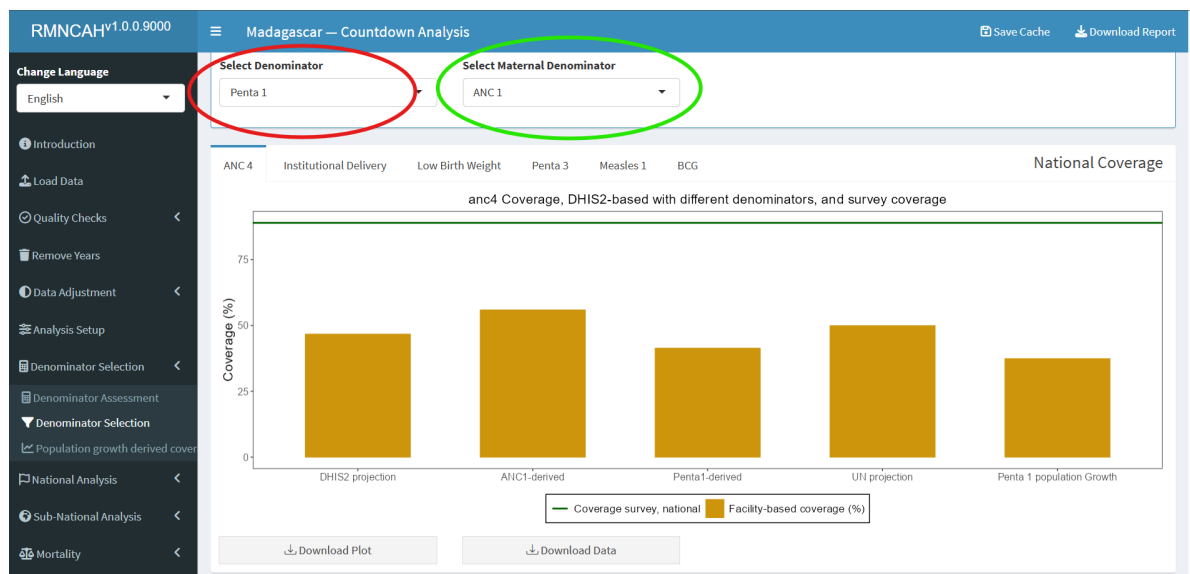 RMNCAHv1.0.0.9000
Madagascar — Countdown Analysis
Save Cache
Download Report
Change Language
English
Introduction
Load Data
Quality Checks
Remove Years
Data Adjustment
Analysis Setup
Denominator Selection
Denominator Assessment
Denominator Selection
Population growth derived cover
National Analysis
Sub-National Analysis
Mortality
Select Denominator
Penta 1
Select Maternal Denominator
ANC 1
ANC 4
Institutional Delivery
Low Birth Weight
Penta 3
Measles 1
BCG
National Coverage
anc4 Coverage, DHIS2-based with different denominators, and survey coverage
Coverage (%)
75
50
25
0
DHIS2 projection
ANC1-derived
Penta1-derived
UN projection
Penta 1 population Growth
Coverage survey, national
Facility-based coverage (%)
Download Plot
Download Data